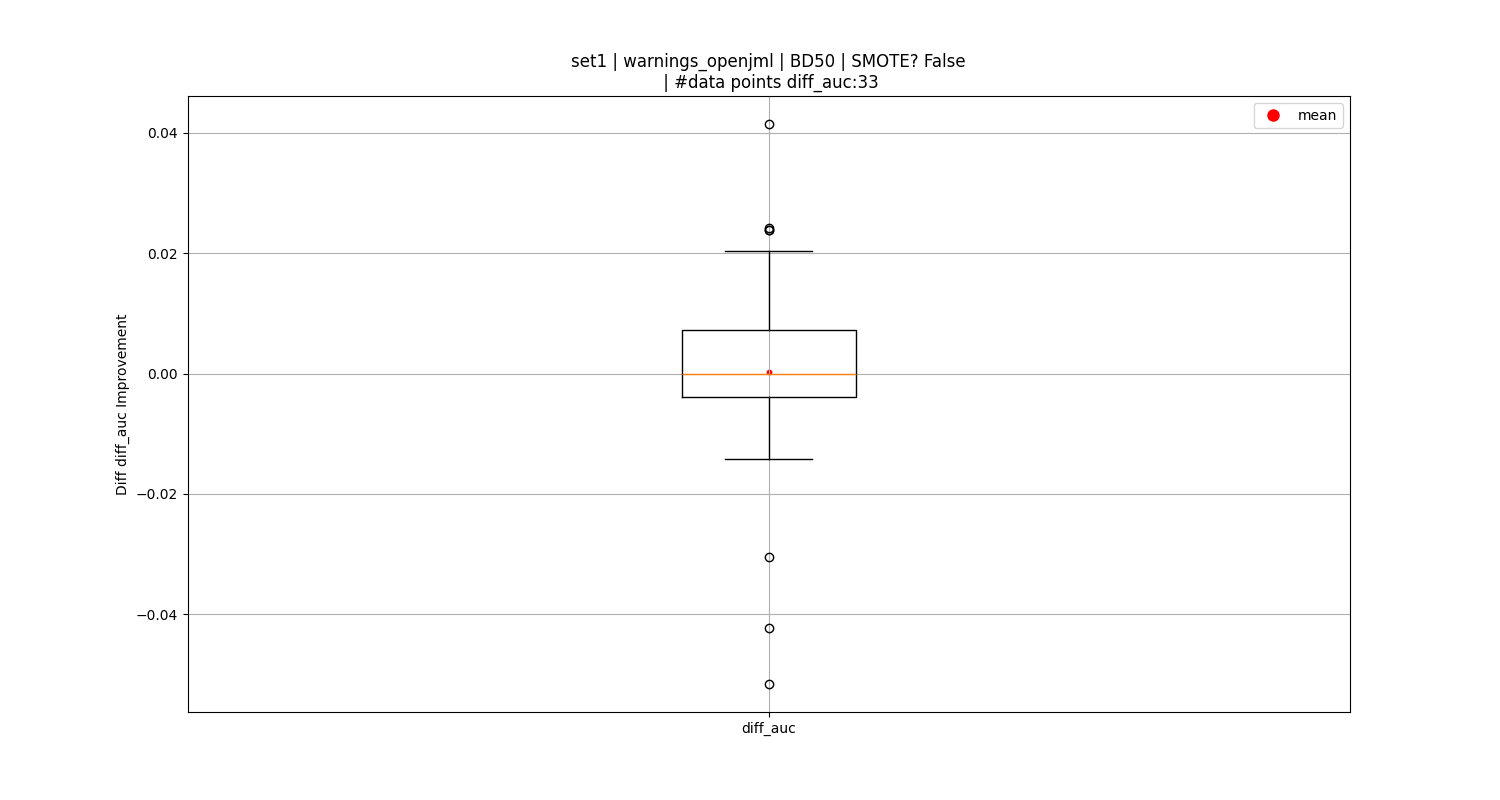 set1 | warnings_openjml | BD50 | SMOTE? False
| #data points diff_auc:33
mean
0.04
0.02
0.00
−0.02
−0.04
Diff diff_auc Improvement
diff_auc